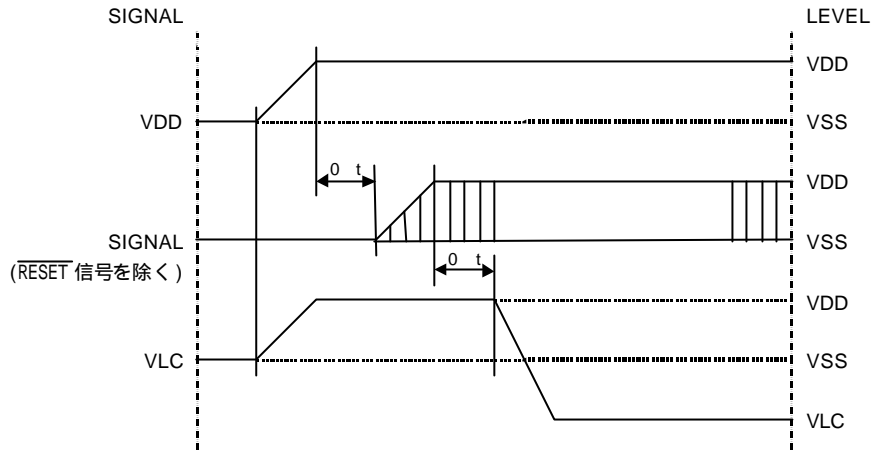 SIGNAL
LEVEL
VDD
VDD
VSS
0 t
VDD
SIGNAL
VSS
(RESET 信号を除く)
0 t
VDD
VLC
VSS
VLC